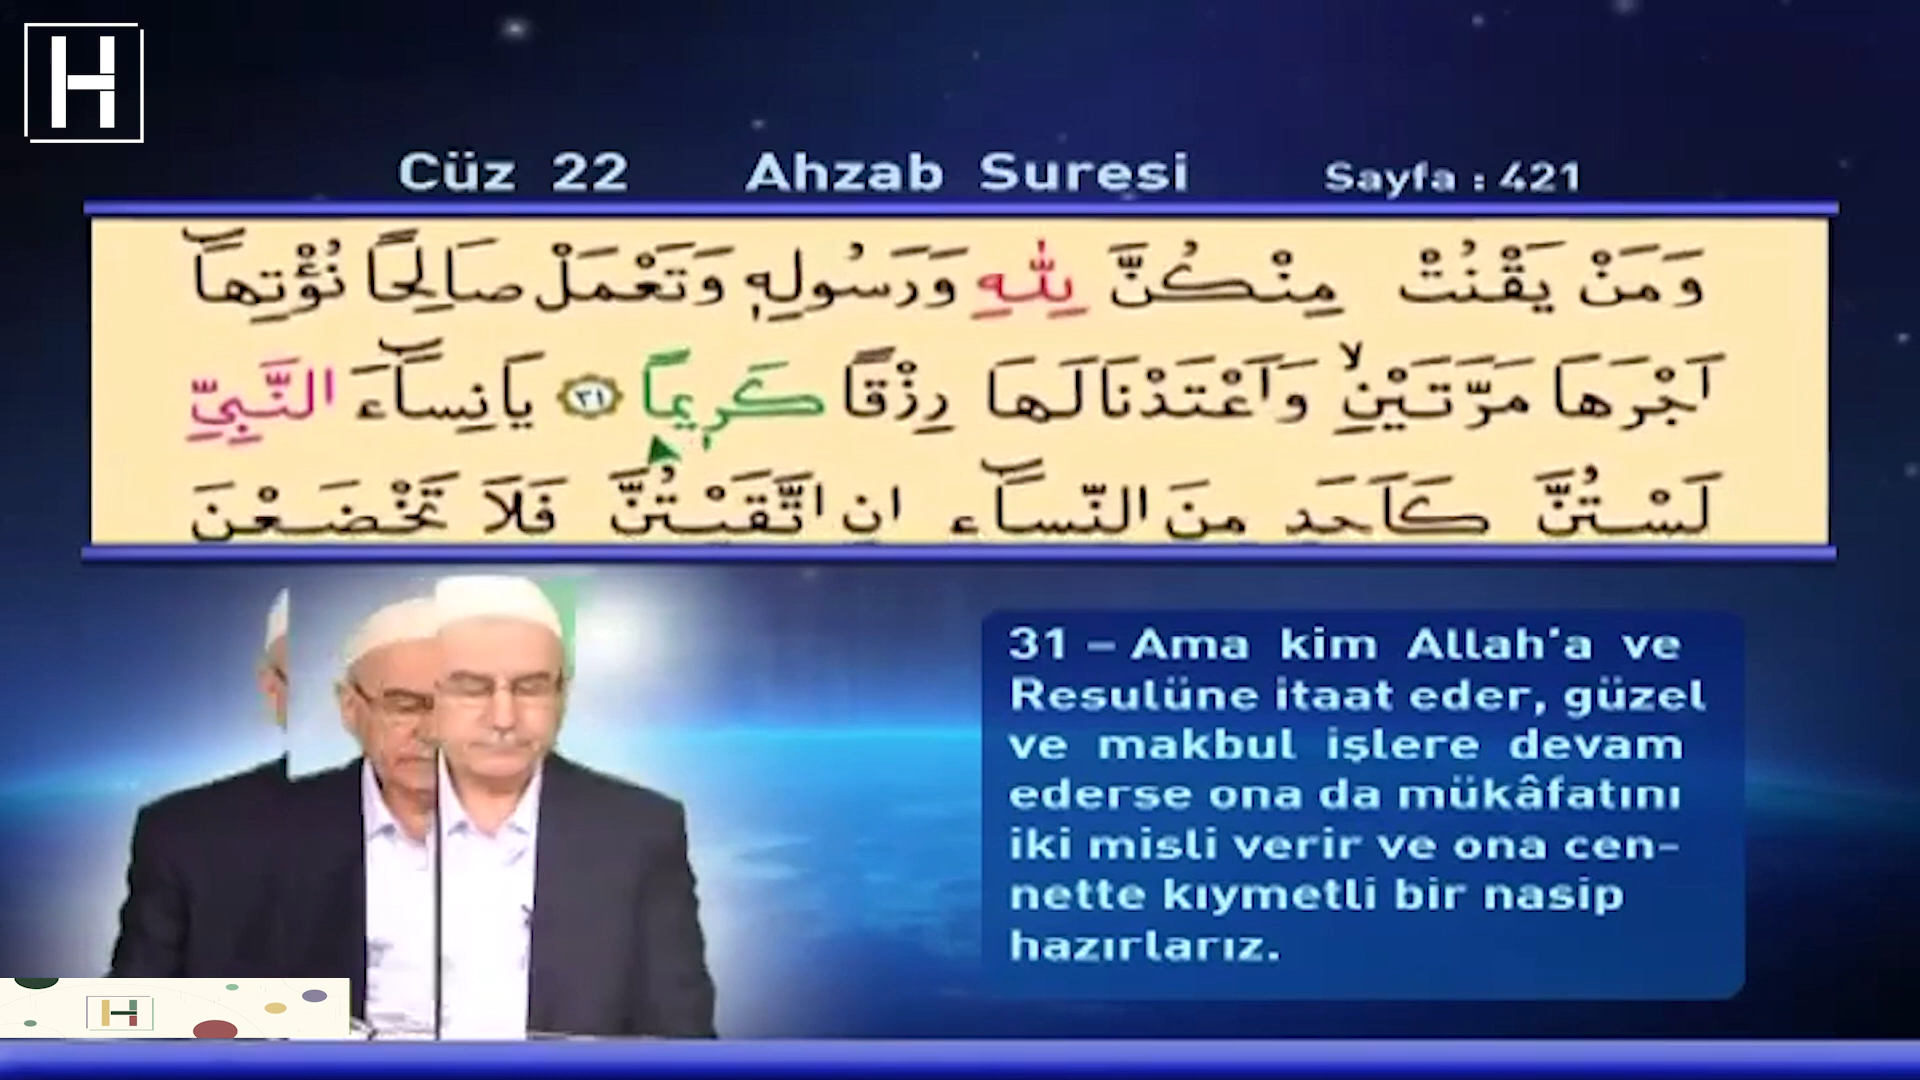 H
Cüz 22 Ahzab Suresi Sayfa : 421
وَمَنْ يَقْنُتْ مِنْكُنَّ لِلّٰهِ وَرَسُولِهٖ وَتَعْمَلْ صَالِحًا نُؤْتِهَٓا
اَجْرَهَا مَرَّتَيْنِۙ وَاَعْتَدْنَا لَهَا رِزْقًا كَرٖيمًا ﴿٣١﴾ يَا نِسَٓاءَ النَّبِيِّ
لَسْتُنَّ كَاَحَدٍ مِنَ النِّسَٓاءِ اِنِ اتَّقَيْتُنَّ فَلَا تَخْضَعْنَ
31 – Ama kim Allah'a ve
Resulüne itaat eder, güzel
ve makbul işlere devam
ederse ona da mükâfatını
iki misli verir ve ona cen-
nette kıymetli bir nasip
hazırlarız.
H